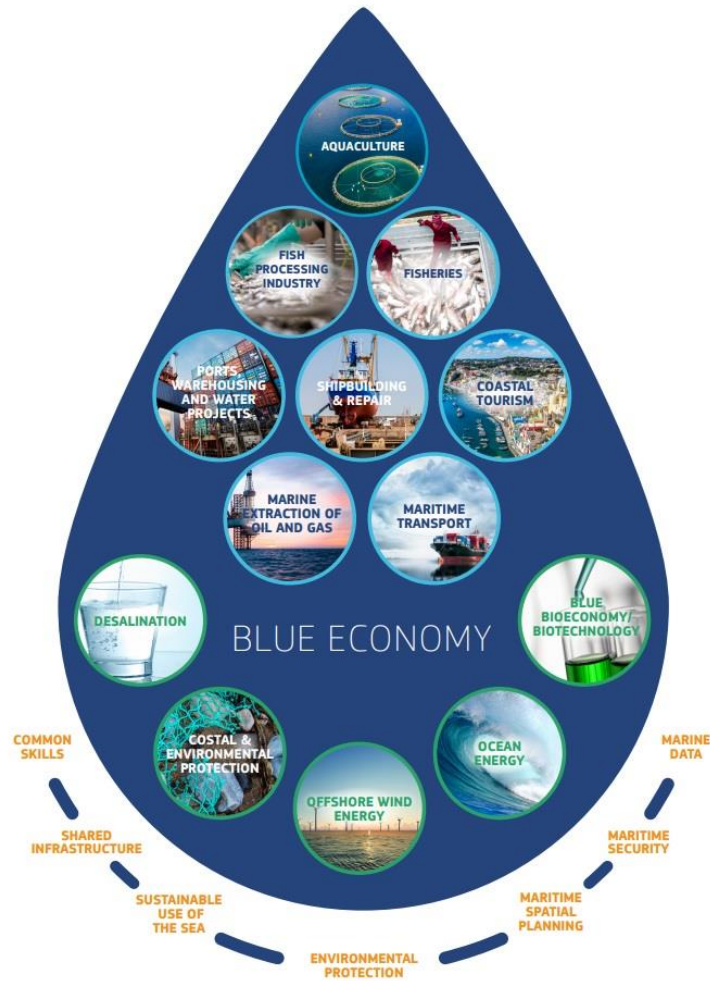 AQUACULTURE
FISH
PROCESSING
INDUSTRY
FISHERIES
PORTS
WAREHOUSING
AND WATER
PROJECTS
SHIPBUILDING
& REPAIR
COASTAL
TOURISM
MARINE
EXTRACTION OF
OIL AND GAS
MARITIME
TRANSPORT
DESALINATION
BLUE ECONOMY
BLUE
BIOECONOMY/
BIOTECHNOLOGY
COSTAL &
ENVIRONMENTAL
PROTECTION
OCEAN
ENERGY
OFFSHORE WIND
ENERGY
COMMON
SKILLS
SHARED
INFRASTRUCTURE
SUSTAINABLE
USE OF
THE SEA
ENVIRONMENTAL
PROTECTION
MARITIME
SPATIAL
PLANNING
MARITIME
SECURITY
MARINE
DATA